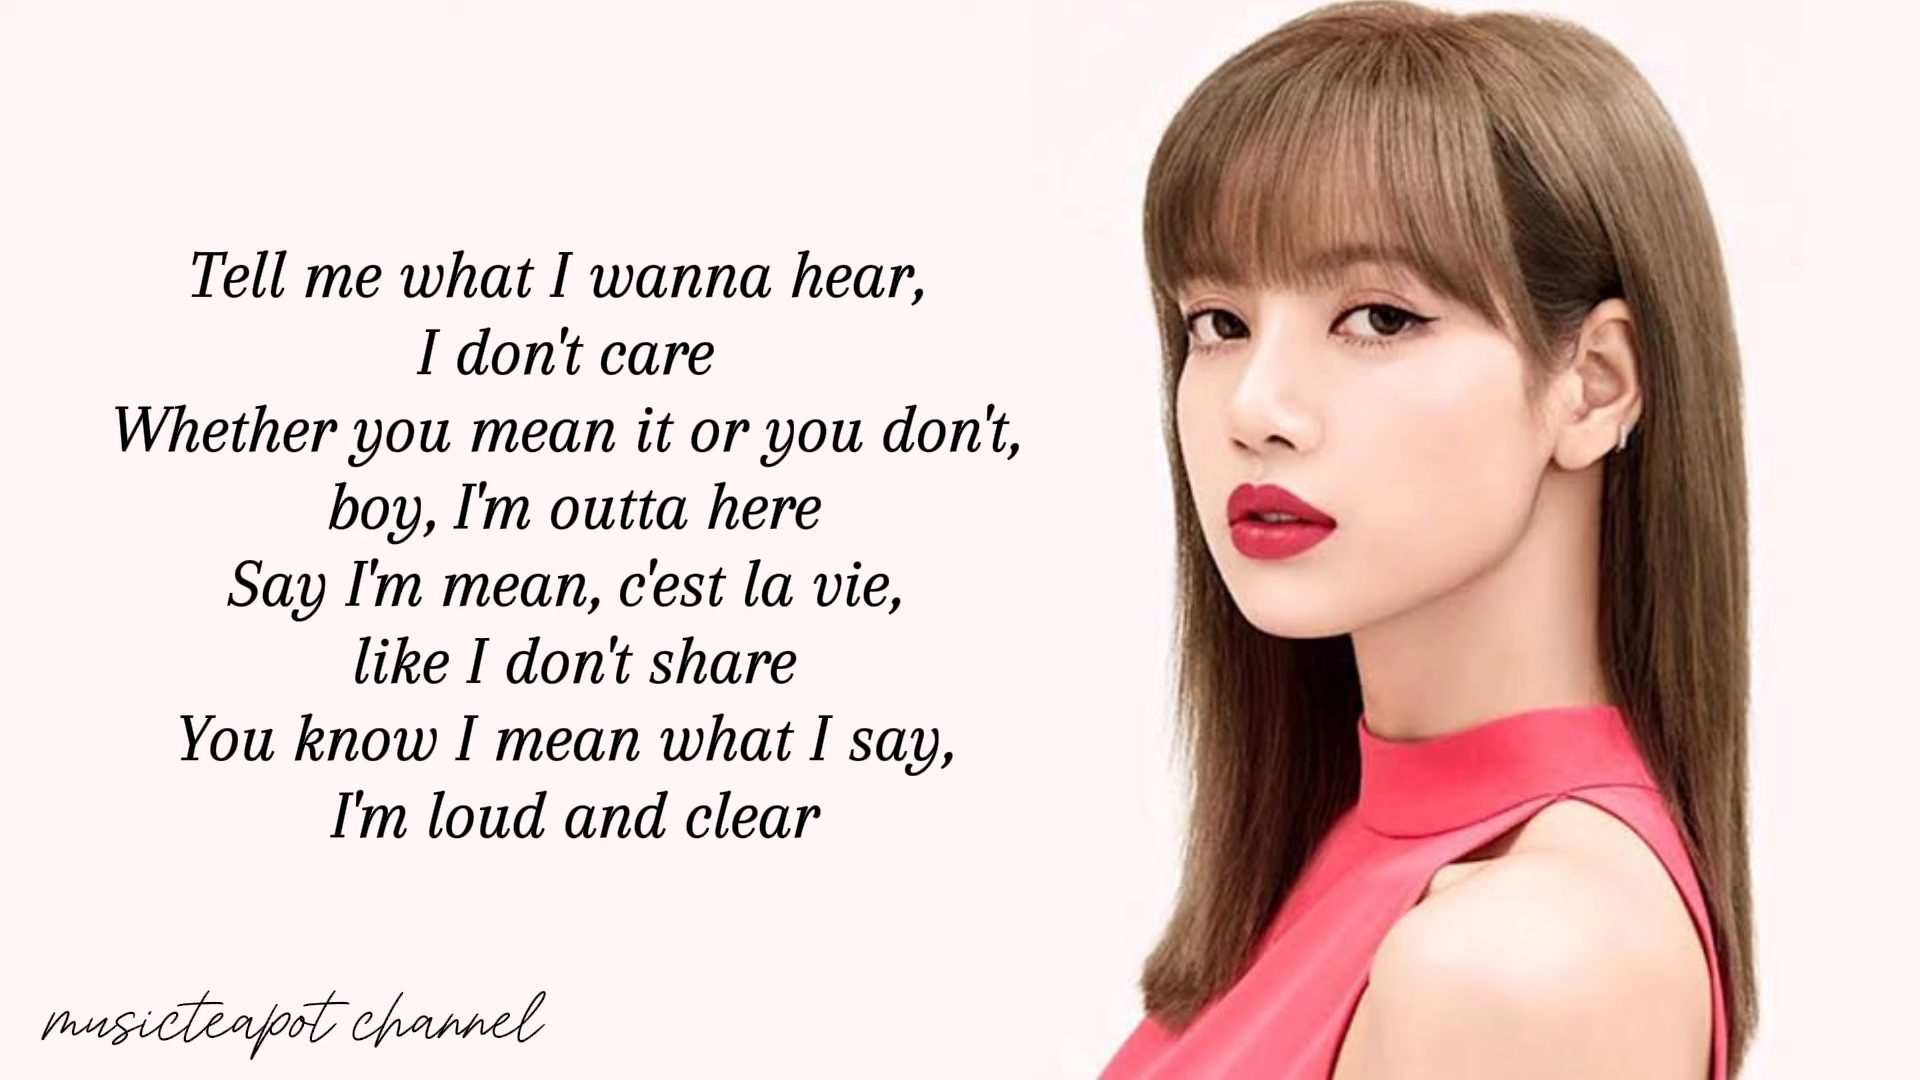 Tell me what I wanna hear,
I don't care
Whether you mean it or you don't,
boy, I'm outta here
Say I'm mean, c'est la vie,
like I don't share
You know I mean what I say,
I'm loud and clear
musicteapot channel